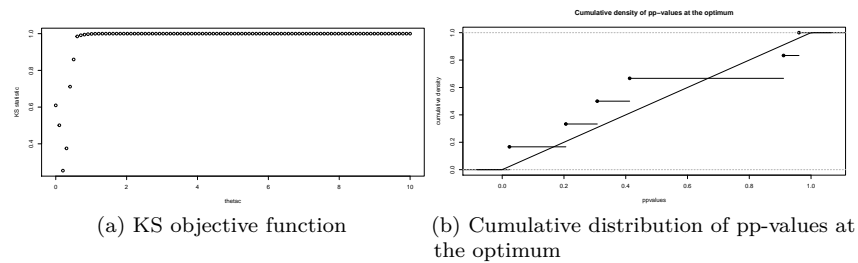 Cumulative density of pp−values at the optimum
KS statistic
0.4 0.6 0.8 1.0
0 2 4 6 8 10
thetac
cumulative density
0.0 0.2 0.4 0.6 0.8 1.0
0.0 0.2 0.4 0.6 0.8 1.0
ppvalues
(a) KS objective function
(b) Cumulative distribution of pp-values at
the optimum